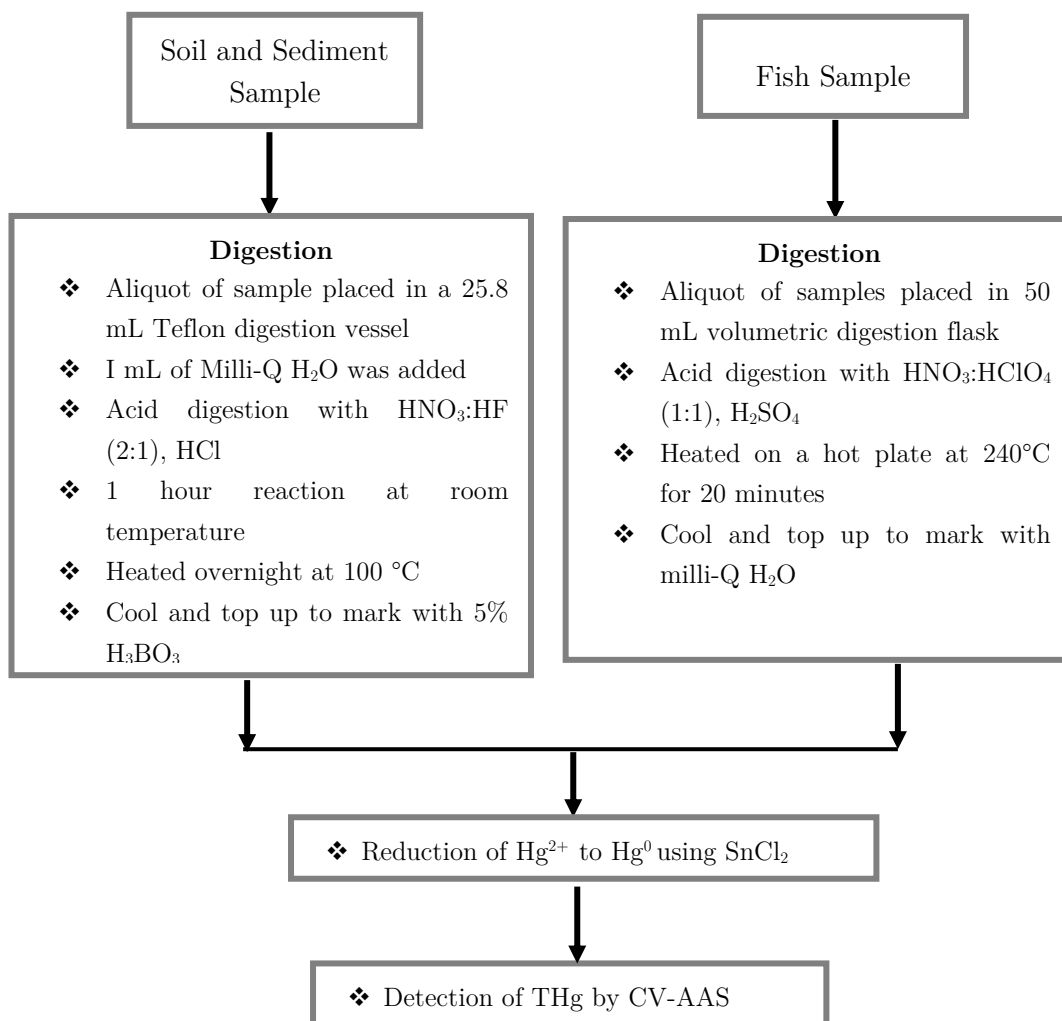 Soil and Sediment
Sample
Fish Sample
Digestion
❖ Aliquot of sample placed in a 25.8
mL Teflon digestion vessel
❖ I mL of Milli-Q H₂O was added
❖ Acid digestion with HNO₃:HF
(2:1), HCl
❖ 1 hour reaction at room
temperature
❖ Heated overnight at 100 °C
❖ Cool and top up to mark with 5%
H₃BO₃
Digestion
❖ Aliquot of samples placed in 50
mL volumetric digestion flask
❖ Acid digestion with HNO₃:HClO₄
(1:1), H₂SO₄
❖ Heated on a hot plate at 240°C
for 20 minutes
❖ Cool and top up to mark with
milli-Q H₂O
❖ Reduction of Hg²⁺ to Hg⁰ using SnCl₂
❖ Detection of THg by CV-AAS